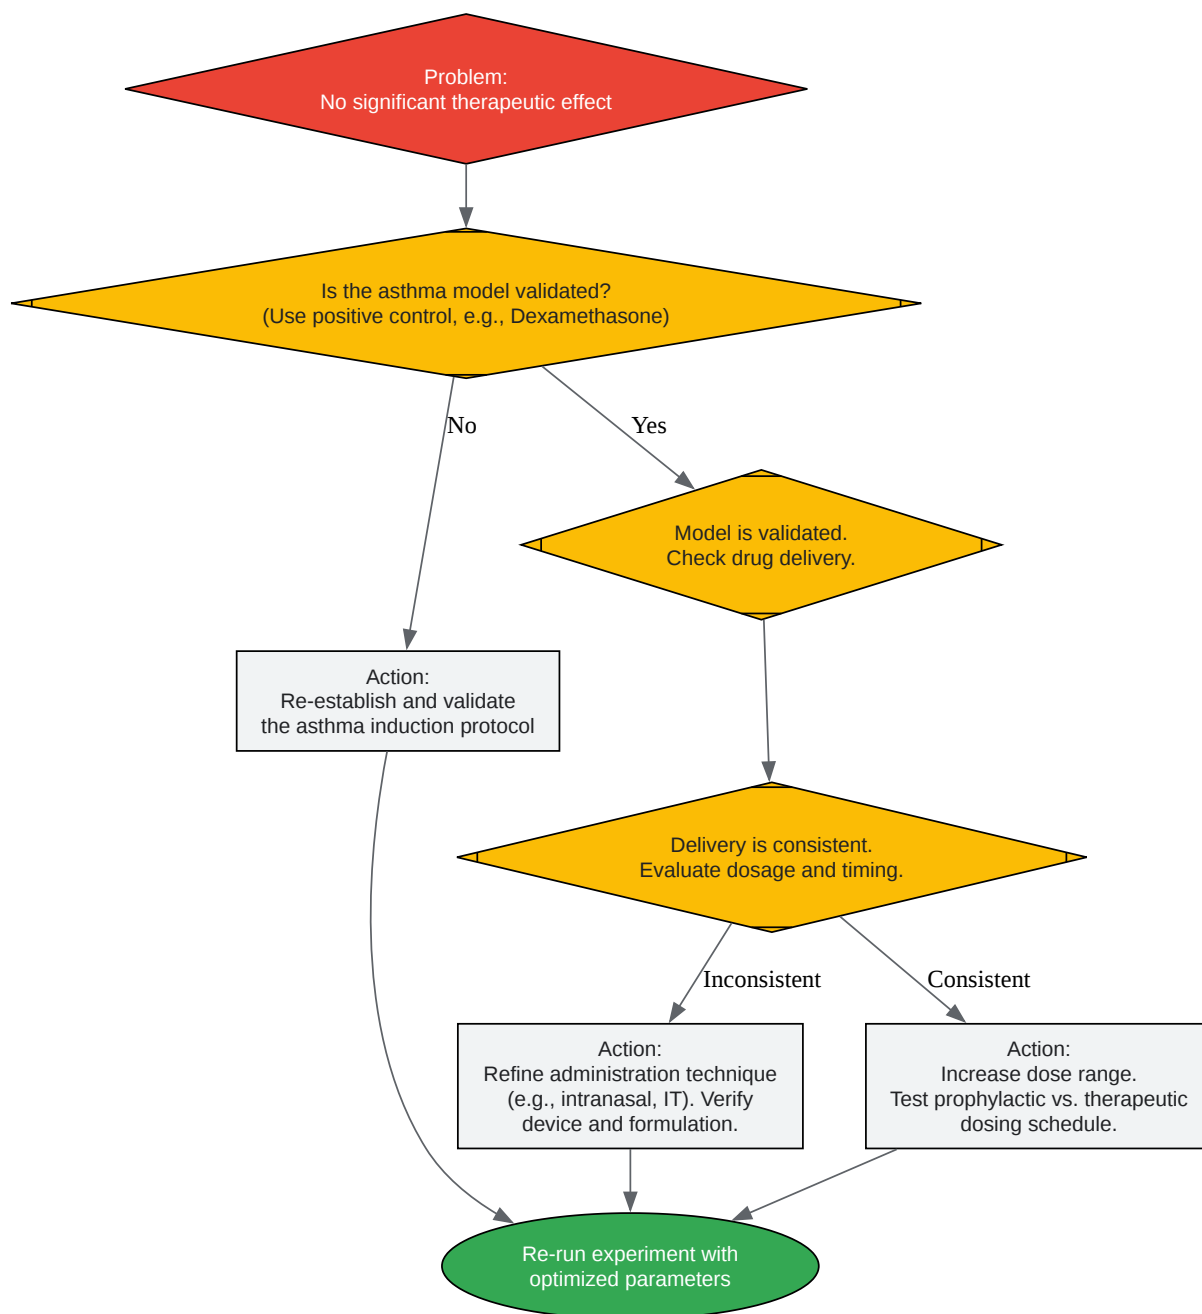 Problem:
No significant therapeutic effect
Is the asthma model validated?
(Use positive control, e.g., Dexamethasone)
No
Yes
Model is validated.
Check drug delivery.
Action:
Re-establish and validate
the asthma induction protocol
Delivery is consistent.
Evaluate dosage and timing.
Inconsistent
Consistent
Action:
Refine administration technique
(e.g., intranasal, IT). Verify
device and formulation.
Action:
Increase dose range.
Test prophylactic vs. therapeutic
dosing schedule.
Re-run experiment with
optimized parameters